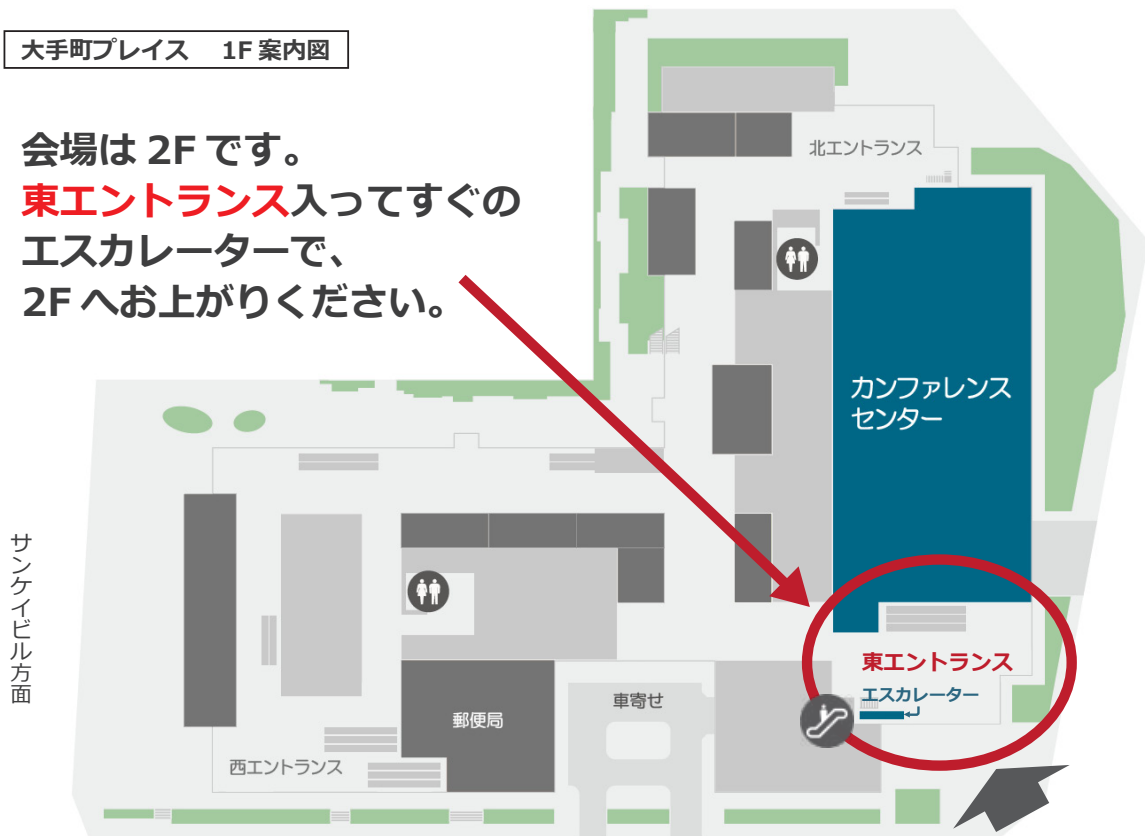 大手町プレイス　1F 案内図
会場は 2F です。
東エントランス入ってすぐの
エスカレーターで、
2F へお上がりください。
北エントランス
カンファレンス
センター
サンケイビル方面
東エントランス
エスカレーター
車寄せ
郵便局
西エントランス